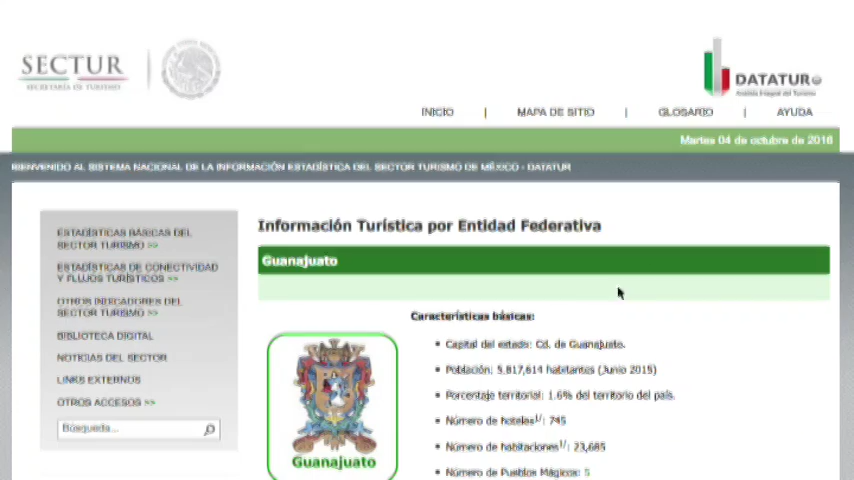 SECTUR
SECRETARÍA DE TURISMO
DATATUR
Análisis Integral del Turismo
INICIO | MAPA DE SITIO | GLOSARIO | AYUDA
Martes 04 de octubre de 2016
BIENVENIDO AL SISTEMA NACIONAL DE LA INFORMACIÓN ESTADÍSTICA DEL SECTOR TURISMO DE MÉXICO - DATATUR
ESTADÍSTICAS BÁSICAS DEL
SECTOR TURISMO >>
ESTADÍSTICAS DE CONECTIVIDAD
Y FLUJOS TURÍSTICOS >>
OTROS INDICADORES DEL
SECTOR TURISMO >>
BIBLIOTECA DIGITAL
NOTICIAS DEL SECTOR
LINKS EXTERNOS
OTROS ACCESOS >>
Búsqueda...
Información Turística por Entidad Federativa
Guanajuato
Guanajuato
Características básicas:
• Capital del estado: Cd. de Guanajuato.
• Población: 5,817,614 habitantes (Junio 2015)
• Porcentaje territorial: 1.6% del territorio del país.
• Número de hoteles1/: 745
• Número de habitaciones1/: 23,685
• Número de Pueblos Mágicos: 5